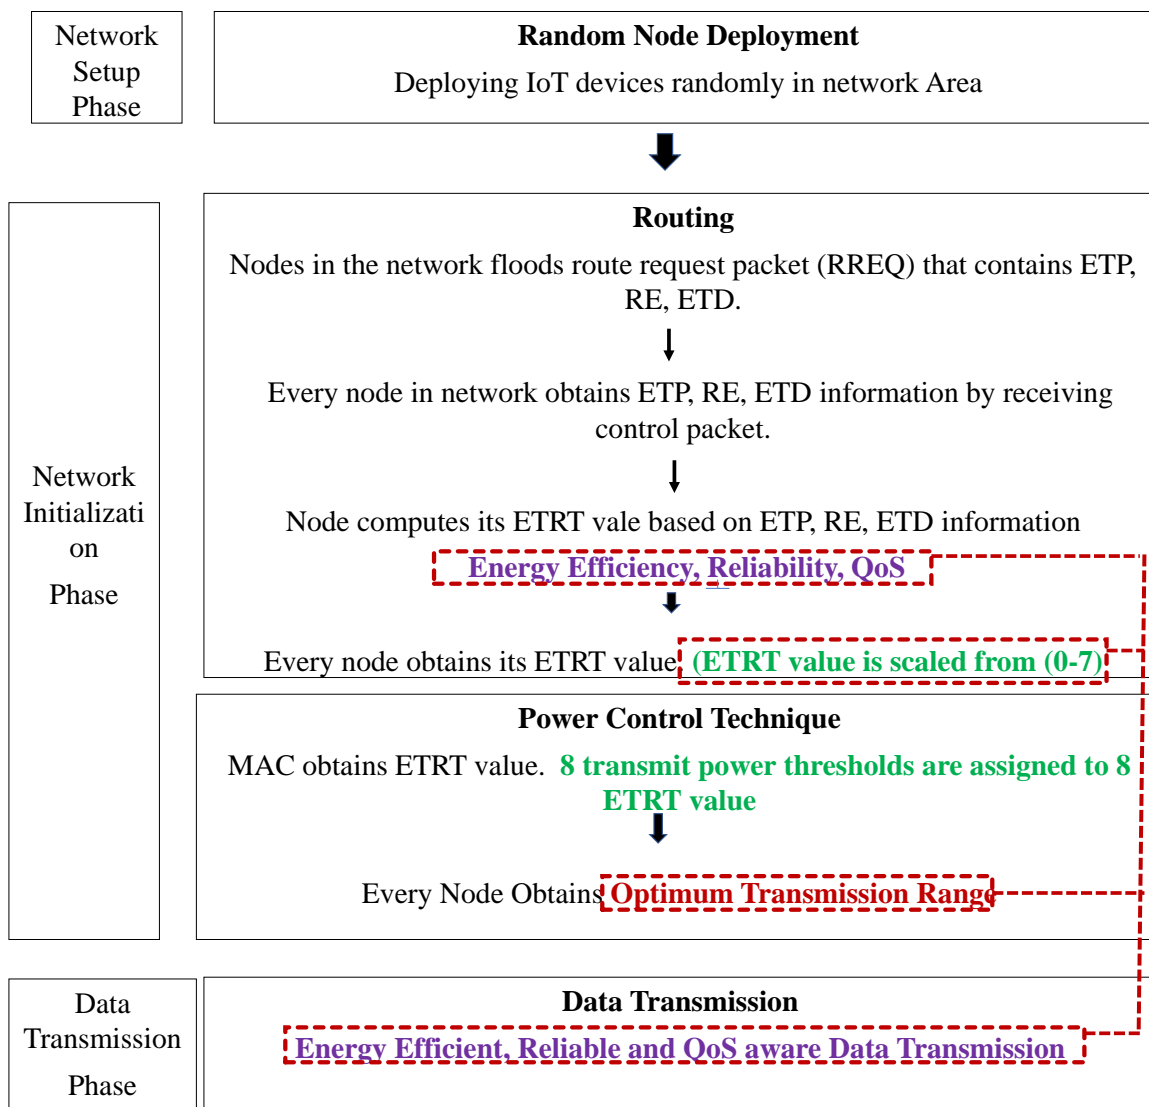 Network
Setup
Phase
Random Node Deployment
Deploying IoT devices randomly in network Area
Network
Initializati
on
Phase
Routing
Nodes in the network floods route request packet (RREQ) that contains ETP,
RE, ETD.
Every node in network obtains ETP, RE, ETD information by receiving
control packet.
Node computes its ETRT vale based on ETP, RE, ETD information
Energy Efficiency, Reliability, QoS
Every node obtains its ETRT value (ETRT value is scaled from (0-7)
Power Control Technique
MAC obtains ETRT value. 8 transmit power thresholds are assigned to 8
ETRT value
Every Node Obtains Optimum Transmission Range
Data
Transmission
Phase
Data Transmission
Energy Efficient, Reliable and QoS aware Data Transmission